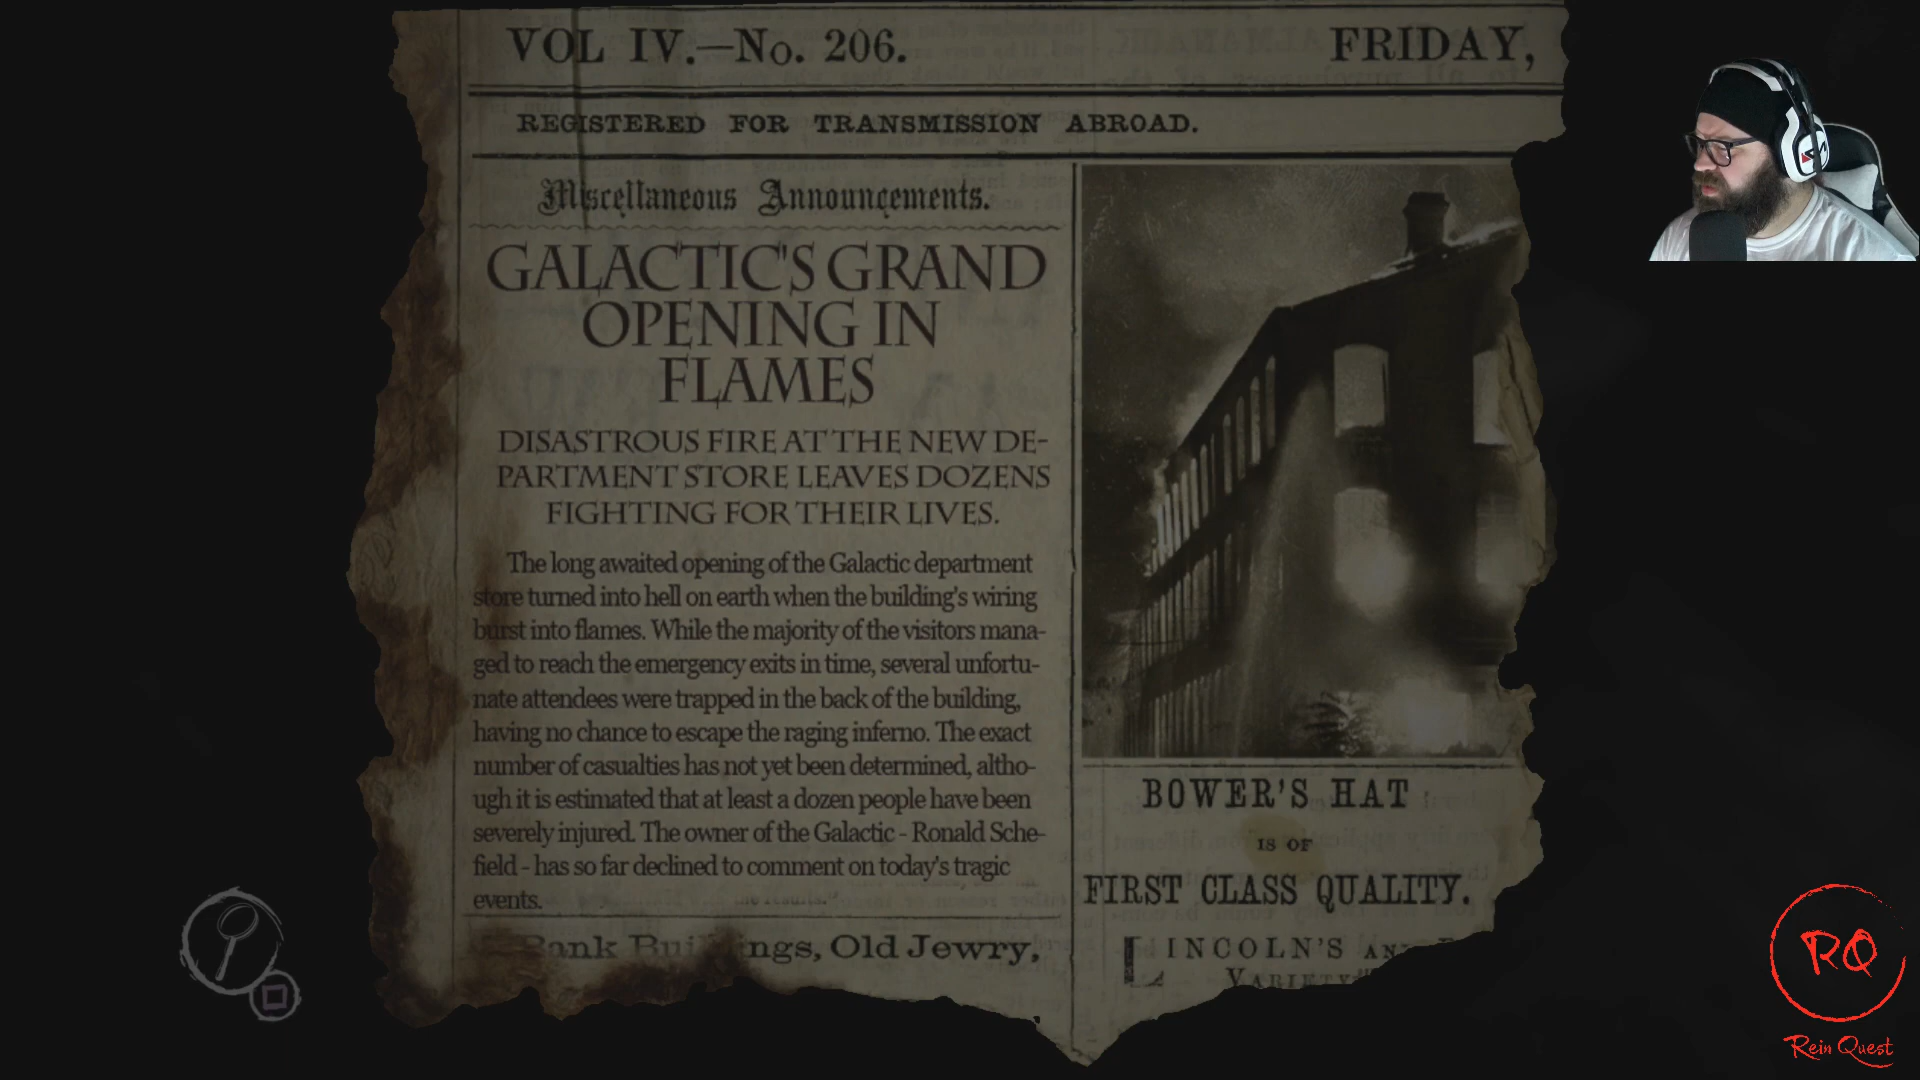 VOL IV.—No. 206.
FRIDAY,
REGISTERED FOR TRANSMISSION ABROAD.
Miscellaneous Announcements.
GALACTIC'S GRAND
OPENING IN
FLAMES
DISASTROUS FIRE AT THE NEW DE-
PARTMENT STORE LEAVES DOZENS
FIGHTING FOR THEIR LIVES.
The long awaited opening of the Galactic department
store turned into hell on earth when the building's wiring
burst into flames. While the majority of the visitors mana-
ged to reach the emergency exits in time, several unfortu-
nate attendees were trapped in the back of the building,
having no chance to escape the raging inferno. The exact
number of casualties has not yet been determined, altho-
ugh it is estimated that at least a dozen people have been
severely injured. The owner of the Galactic - Ronald Sche-
field - has so far declined to comment on today's tragic
events.
Bank Buildings, Old Jewry,
BOWER'S HAT
IS OF
FIRST CLASS QUALITY.
LINCOLN'S
VARIETY
RQ
Rein Quest